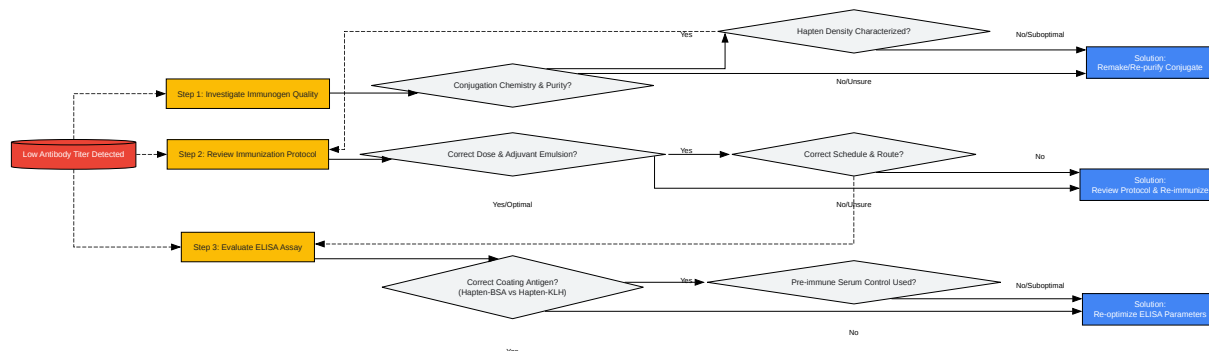 Hapten Density Characterized?
Yes
No/Suboptimal
Solution:
Remake/Re-purify Conjugate
Conjugation Chemistry & Purity?
No/Unsure
Step 1: Investigate Immunogen Quality
Low Antibody Titer Detected
Step 2: Review Immunization Protocol
Correct Dose & Adjuvant Emulsion?
Yes
Correct Schedule & Route?
No
Solution:
Review Protocol & Re-immunize
Yes/Optimal
No/Unsure
Step 3: Evaluate ELISA Assay
Correct Coating Antigen?
(Hapten-BSA vs Hapten-KLH)
Yes
Pre-immune Serum Control Used?
No/Suboptimal
Solution:
Re-optimize ELISA Parameters
No
Yes